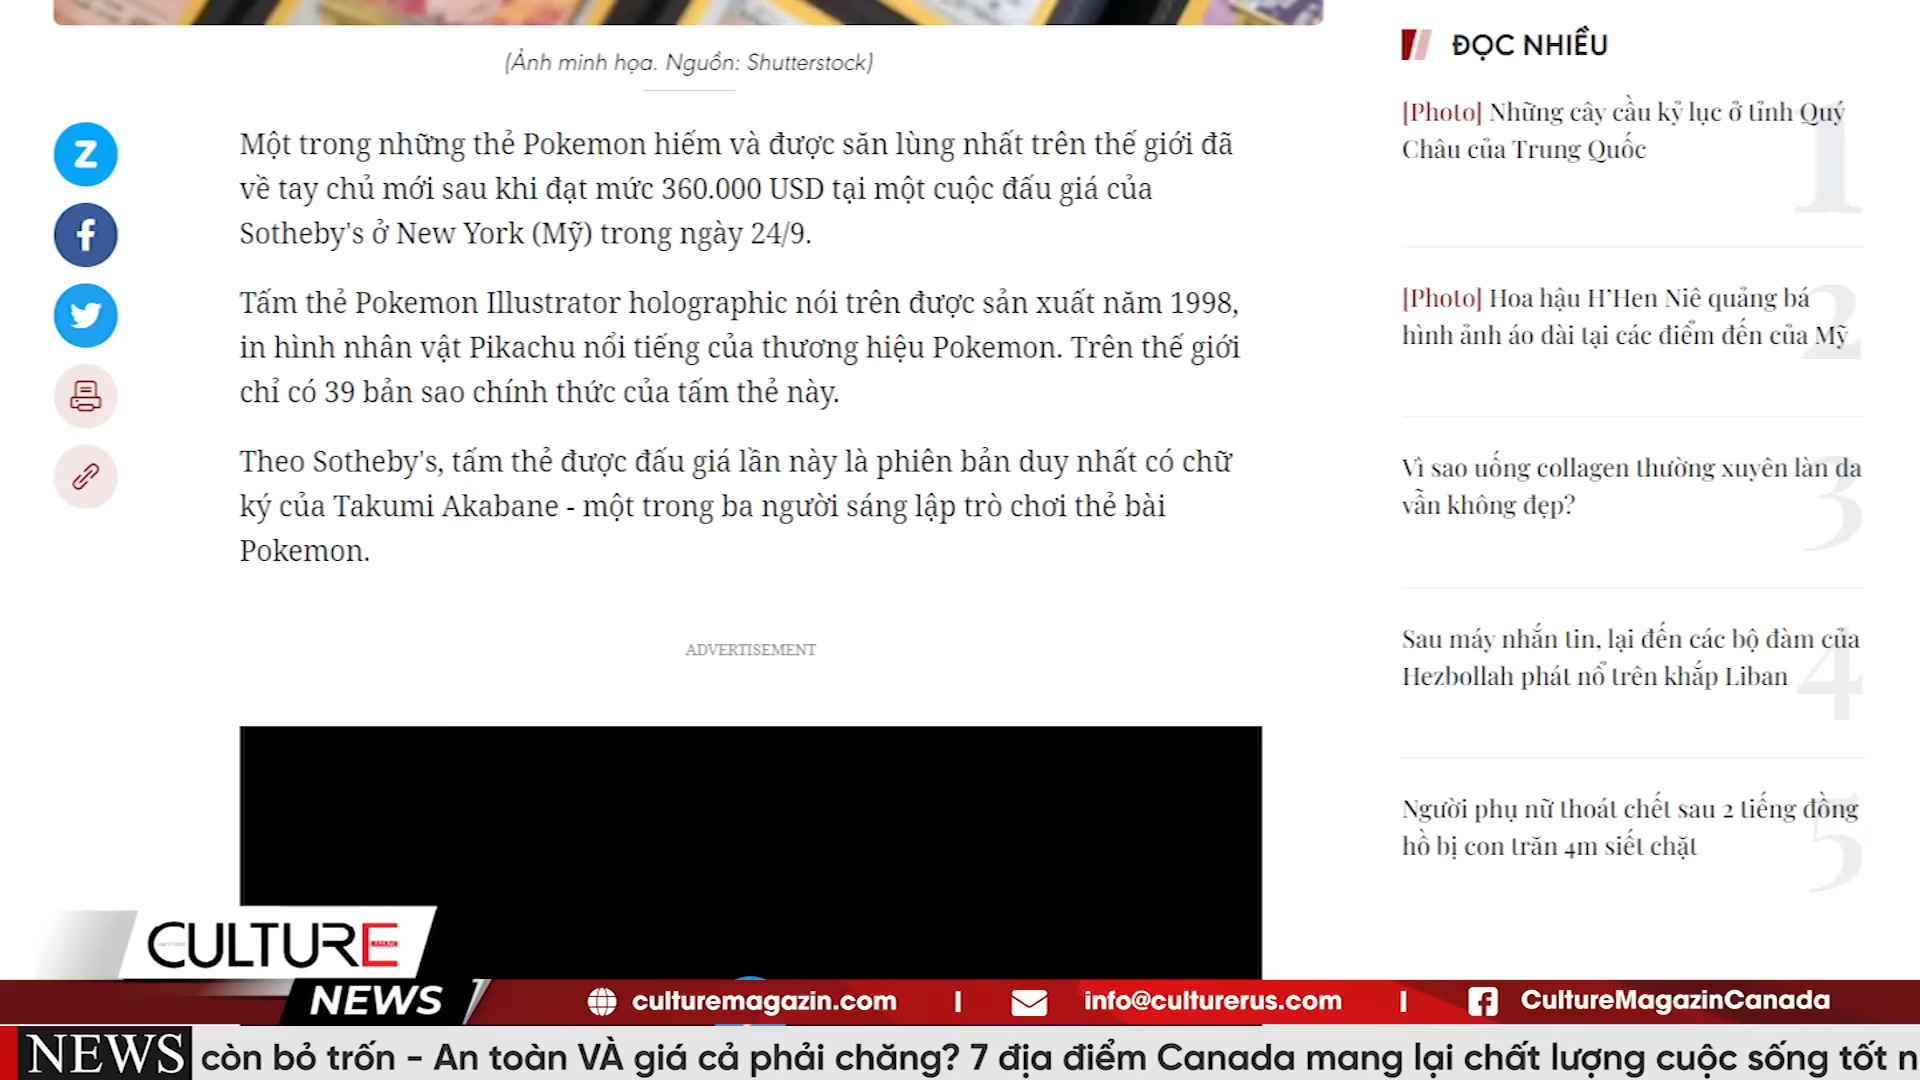 (Ảnh minh họa. Nguồn: Shutterstock)
Một trong những thẻ Pokemon hiếm và được săn lùng nhất trên thế giới đã
về tay chủ mới sau khi đạt mức 360.000 USD tại một cuộc đấu giá của
Sotheby's ở New York (Mỹ) trong ngày 24/9.
Tấm thẻ Pokemon Illustrator holographic nói trên được sản xuất năm 1998,
in hình nhân vật Pikachu nổi tiếng của thương hiệu Pokemon. Trên thế giới
chỉ có 39 bản sao chính thức của tấm thẻ này.
Theo Sotheby's, tấm thẻ được đấu giá lần này là phiên bản duy nhất có chữ
ký của Takumi Akabane - một trong ba người sáng lập trò chơi thẻ bài
Pokemon.
ADVERTISEMENT
ĐỌC NHIỀU
[Photo] Những cây cầu kỷ lục ở tỉnh Quý
Châu của Trung Quốc
1
[Photo] Hoa hậu H'Hen Niê quảng bá
hình ảnh áo dài tại các điểm đến của Mỹ
2
Vì sao uống collagen thường xuyên làn da
vẫn không đẹp?
3
Sau máy nhắn tin, lại đến các bộ đàm của
Hezbollah phát nổ trên khắp Liban
4
Người phụ nữ thoát chết sau 2 tiếng đồng
hồ bị con trăn 4m siết chặt
5
CULTURE
MAGAZIN
NEWS
culturemagazin.com | info@culturerus.com | CultureMagazinCanada
NEWS còn bỏ trốn - An toàn VÀ giá cả phải chăng? 7 địa điểm Canada mang lại chất lượng cuộc sống tốt n